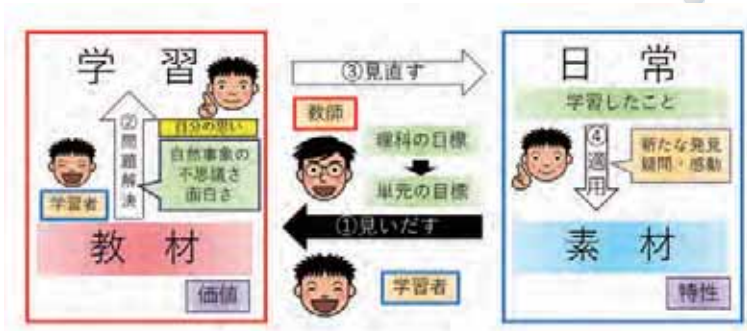 学習
②問題解決
自分の思い
自然事象の
不思議さ
面白さ
学習者
教材
価値
③見直す
教師
理科の目標
単元の目標
①見いだす
学習者
日常
学習したこと
④適用
新たな発見
疑問・感動
素材
特性